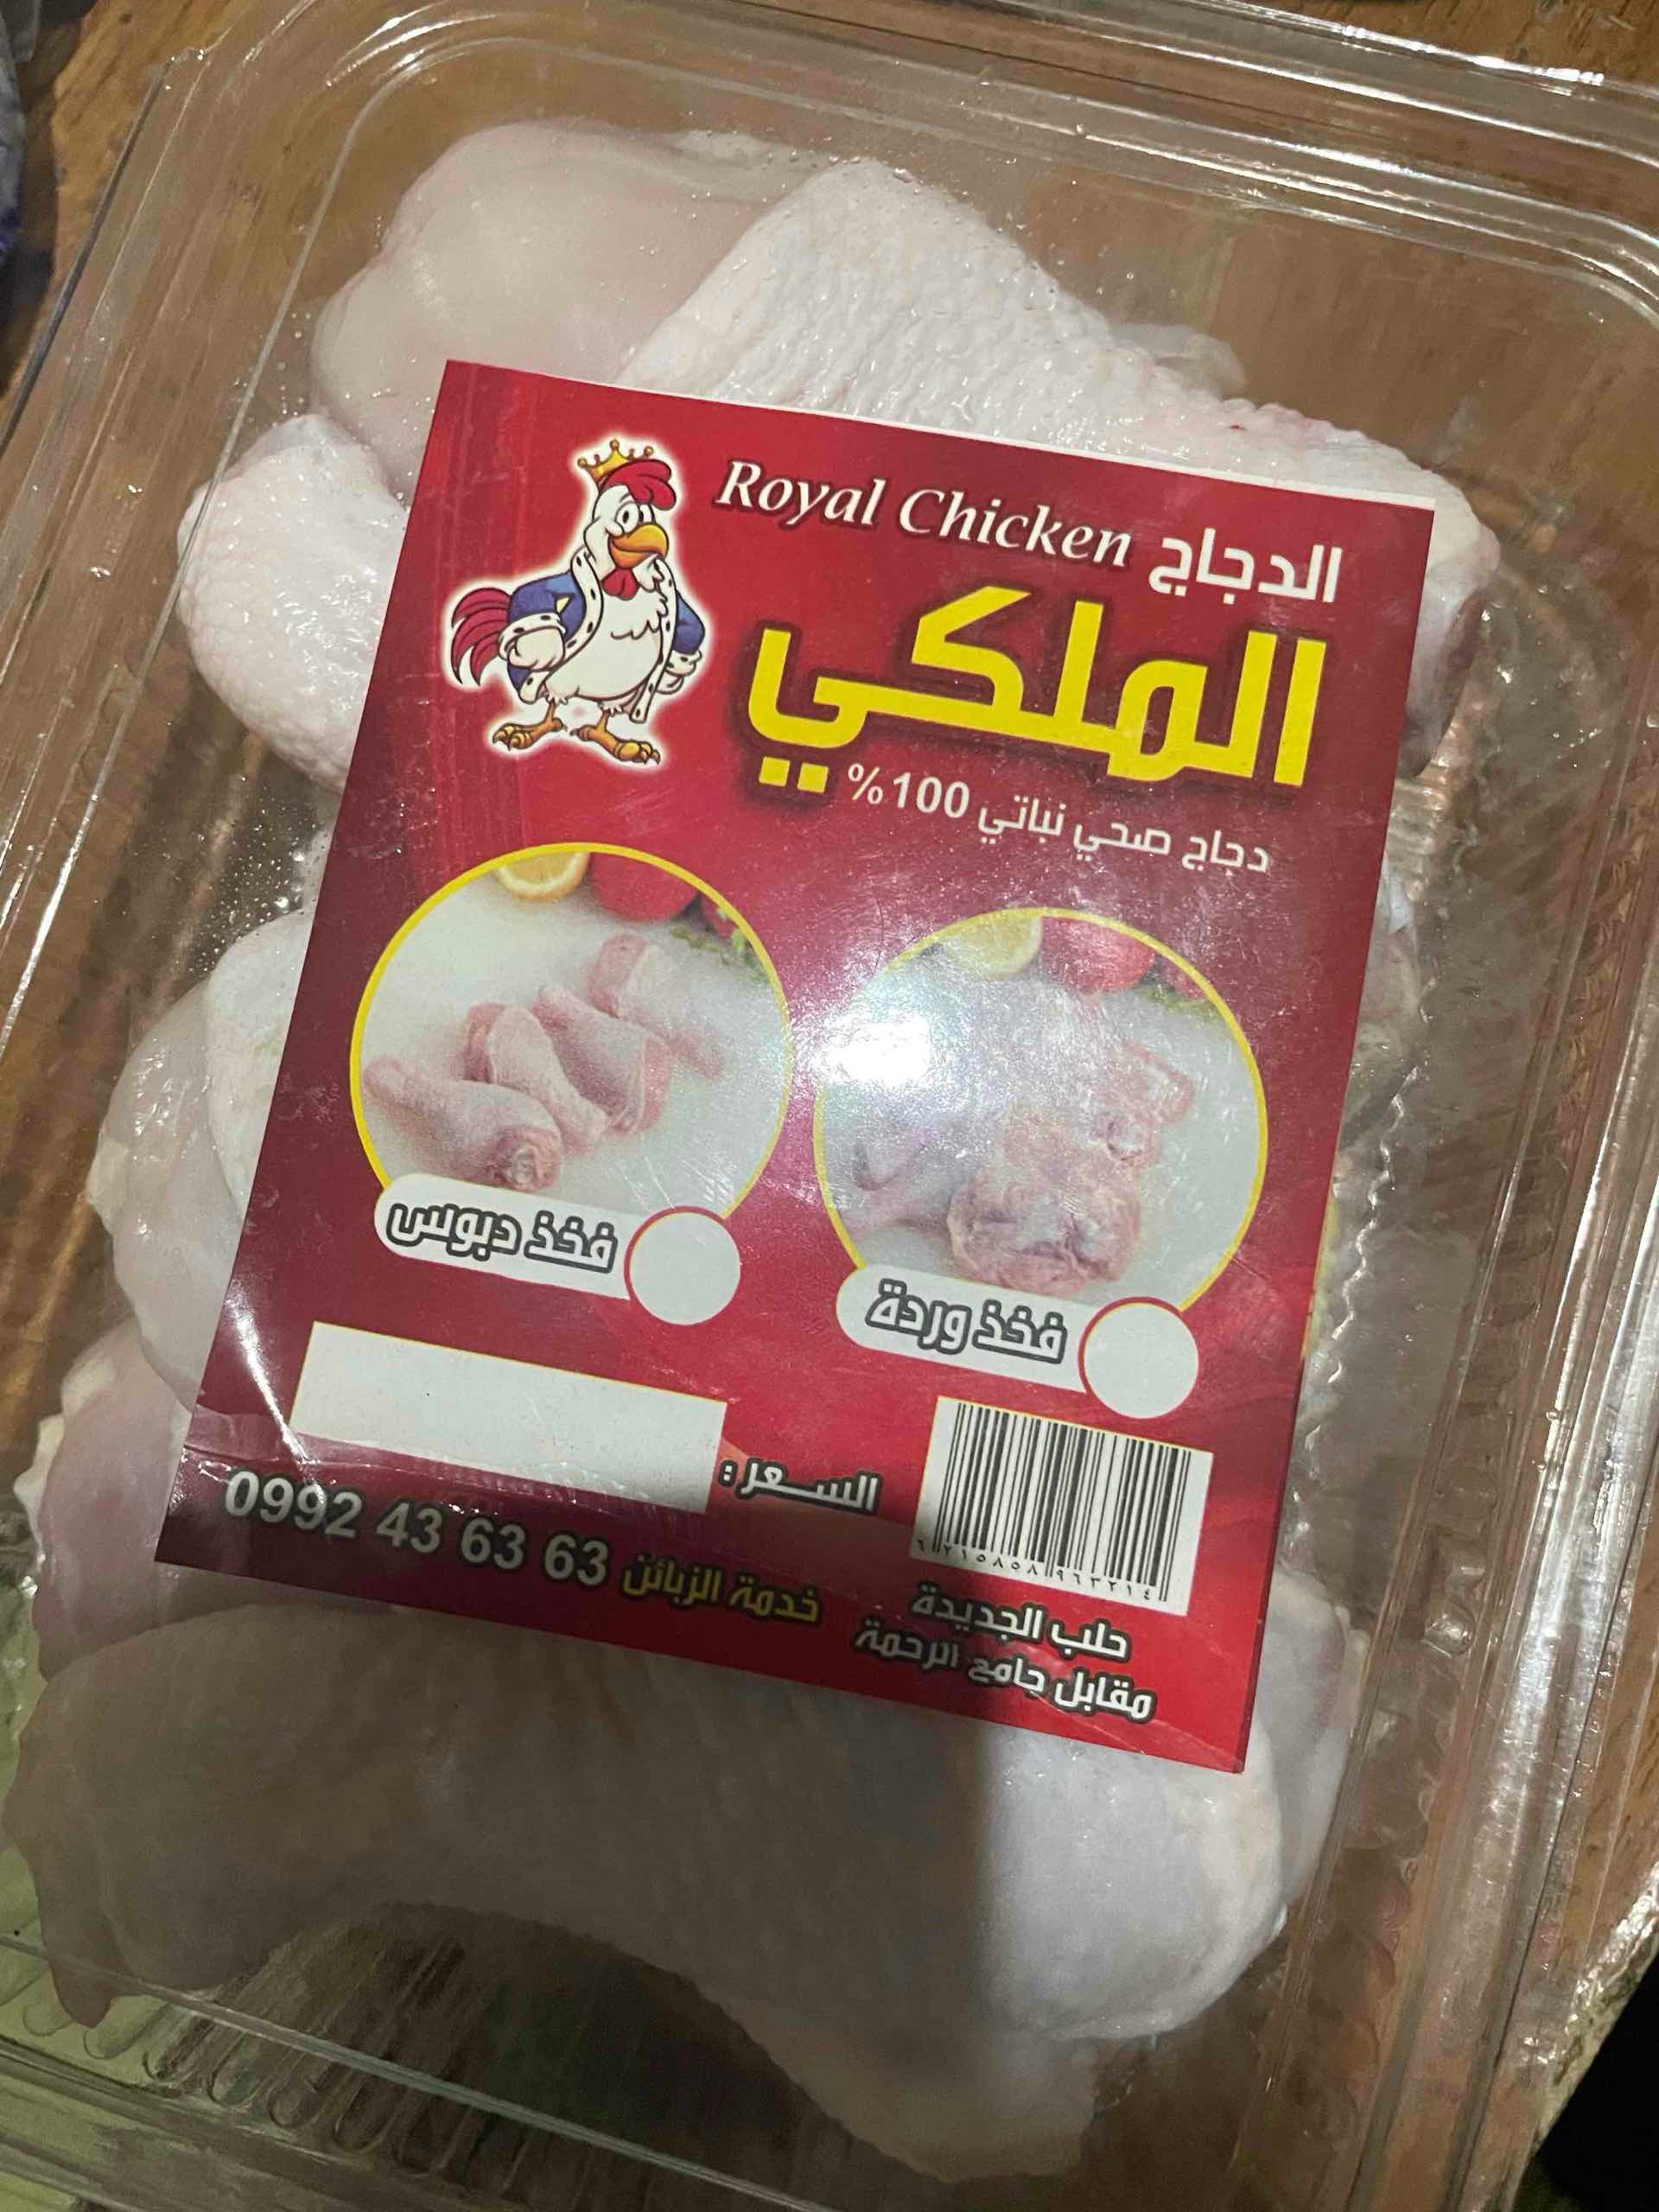 Royal Chicken الدجاج
الملكي
دجاج صحي نباتي 100%
فخذ دبوس
فخذ وردة
السعر :
٦٢١٥٨٥٨٩٦٣٢١٤
خدمة الزبائن 0992 43 63 63
حلب الجديدة
مقابل جامع الرحمة